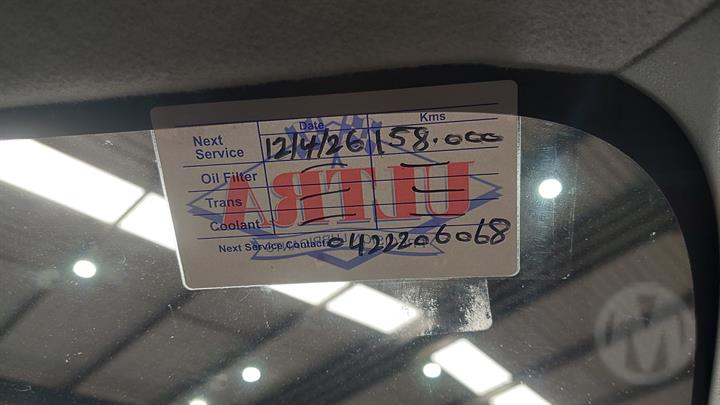 Date Kms
Next Service 12/4/26 158.000
Oil Filter
Trans
ULTRA
Coolant
Next Service Contact: 0422206068
M